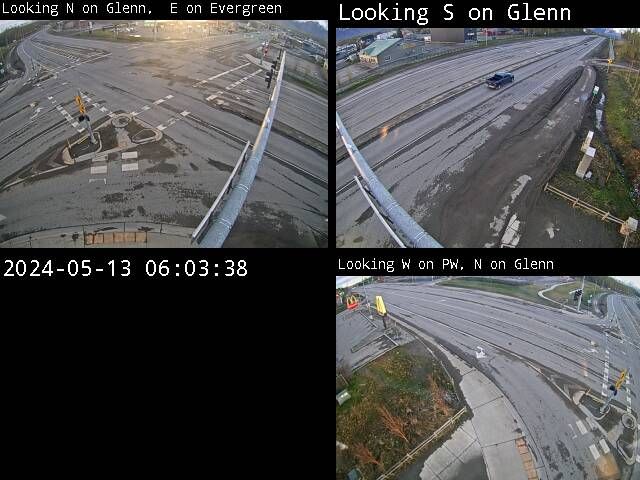 Looking N on Glenn, E on Evergreen
Looking S on Glenn
2024-05-13 06:03:38
Looking W on PW, N on Glenn